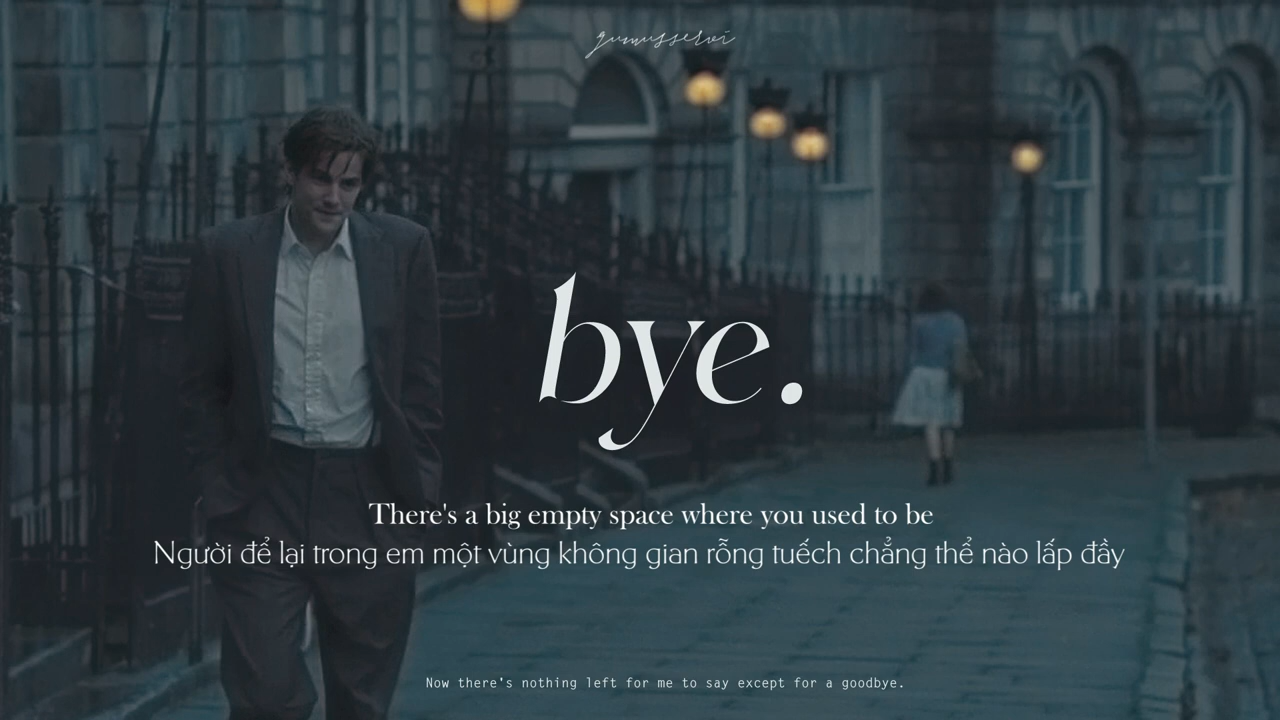 gumusservi
bye.
There's a big empty space where you used to be
Người để lại trong em một vùng không gian rỗng tuếch chẳng thể nào lấp đầy
Now there's nothing left for me to say except for a goodbye.